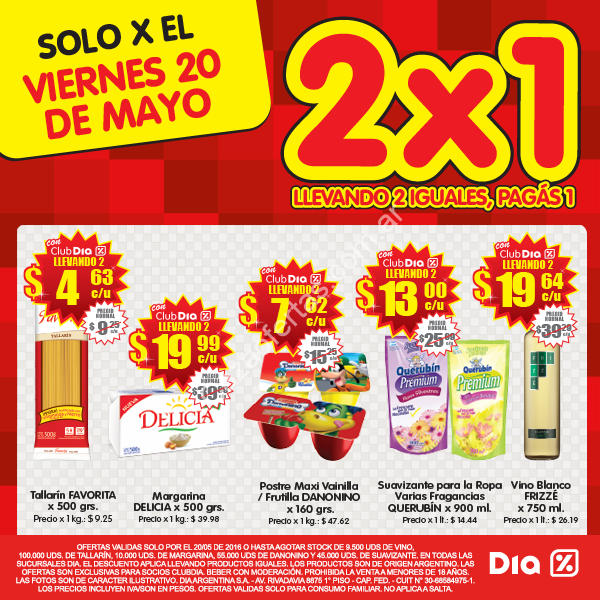 SOLO X EL
VIERNES 20
DE MAYO
2x1
LLEVANDO 2 IGUALES, PAGÁS 1
con
Club DIA %
LLEVANDO 2
$ 4 63
c/u
PRECIO
NORMAL
$ 9.25
con
Club DIA %
LLEVANDO 2
$ 19 99
c/u
PRECIO
NORMAL
con
Club DIA %
LLEVANDO 2
$ 7 62
c/u
PRECIO
NORMAL
$ 15.25
con
Club DIA %
LLEVANDO 2
$ 13 00
c/u
PRECIO
NORMAL
con
Club DIA %
LLEVANDO 2
$ 19 64
c/u
PRECIO
NORMAL
TALLARÍN
500g
NUEVA
DELICIA
Danonino
Querubín
Premium
Querubín
Premium
Tallarín FAVORITA
x 500 grs.
Precio x 1 kg.: $ 9.25
Margarina
DELICIA x 500 grs.
Precio x 1 kg.: $ 39.98
Postre Maxi Vainilla
/ Frutilla DANONINO
x 160 grs.
Precio x 1 kg.: $ 47.62
Suavizante para la Ropa
Varias Fragancias
QUERUBÍN x 900 ml.
Precio x 1 lt.: $ 14.44
Vino Blanco
FRIZZÉ
x 750 ml.
Precio x 1 lt.: $ 26.19
OFERTAS VALIDAS SOLO POR EL 20/05 DE 2016 O HASTA AGOTAR STOCK DE 9.500 UDS DE VINO,
100.000 UDS. DE TALLARÍN, 10.000 UDS. DE MARGARINA, 55.000 UDS DE DANONINO Y 45.000 UDS. DE SUAVIZANTE. EN TODAS LAS
SUCURSALES DIA. EL DESCUENTO APLICA LLEVANDO PRODUCTOS IGUALES. LOS PRODUCTOS SON DE ORIGEN ARGENTINO. LAS
OFERTAS SON EXCLUSIVAS PARA SOCIOS CLUBDIA. BEBER CON MODERACIÓN. PROHIBIDA LA VENTA A MENORES DE 18 AÑOS.
LAS FOTOS SON DE CARACTER ILUSTRATIVO. DIA ARGENTINA S.A. - AV. RIVADAVIA 8675 1° PISO - CAP. FED. - CUIT N° 30-68584975-1.
LOS PRECIOS INCLUYEN IVA/SON EN PESOS. OFERTAS VALIDAS SOLO PARA CONSUMO FAMILIAR. NO APLICA A SALTA.
DIA %